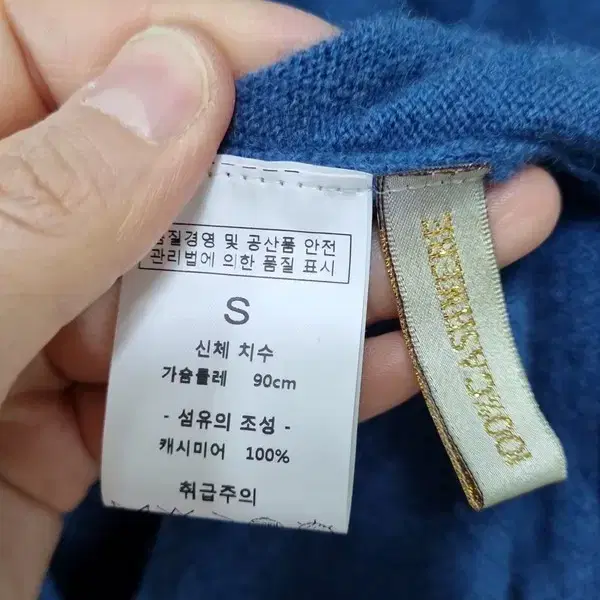 품질경영 및 공산품 안전
관리법에 의한 품질 표시
S
신체 치수
가슴둘레 90cm
- 섬유의 조성 -
캐시미어 100%
취급주의
100%CASHMERE